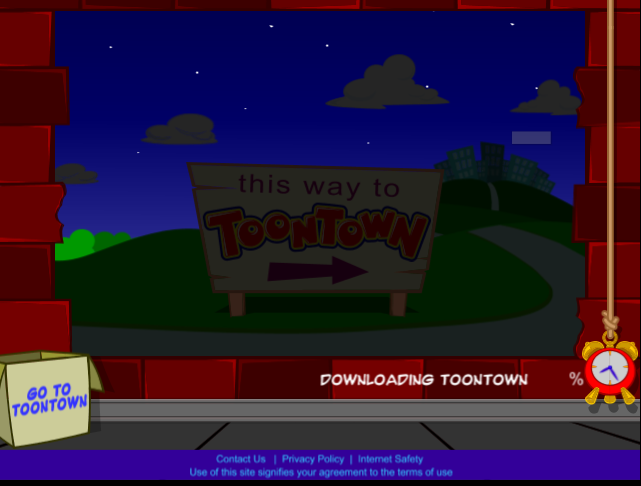 this way to
TOONTOWN
DOWNLOADING TOONTOWN %
GO TO
TOONTOWN
Contact Us | Privacy Policy | Internet Safety
Use of this site signifies your agreement to the terms of use